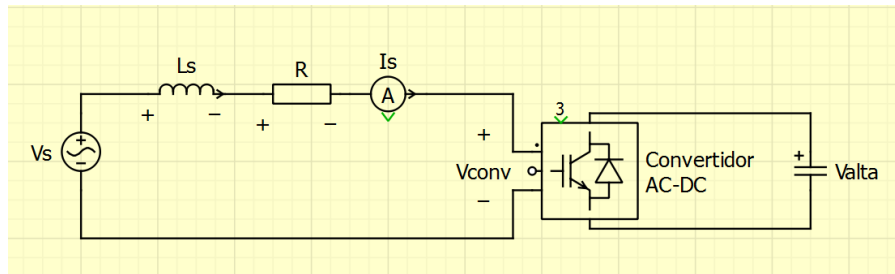 Ls
R
Is
A
+
−
+
−
Vs
+
−
+
Vconv
−
3
Convertidor
AC-DC
+
Valta